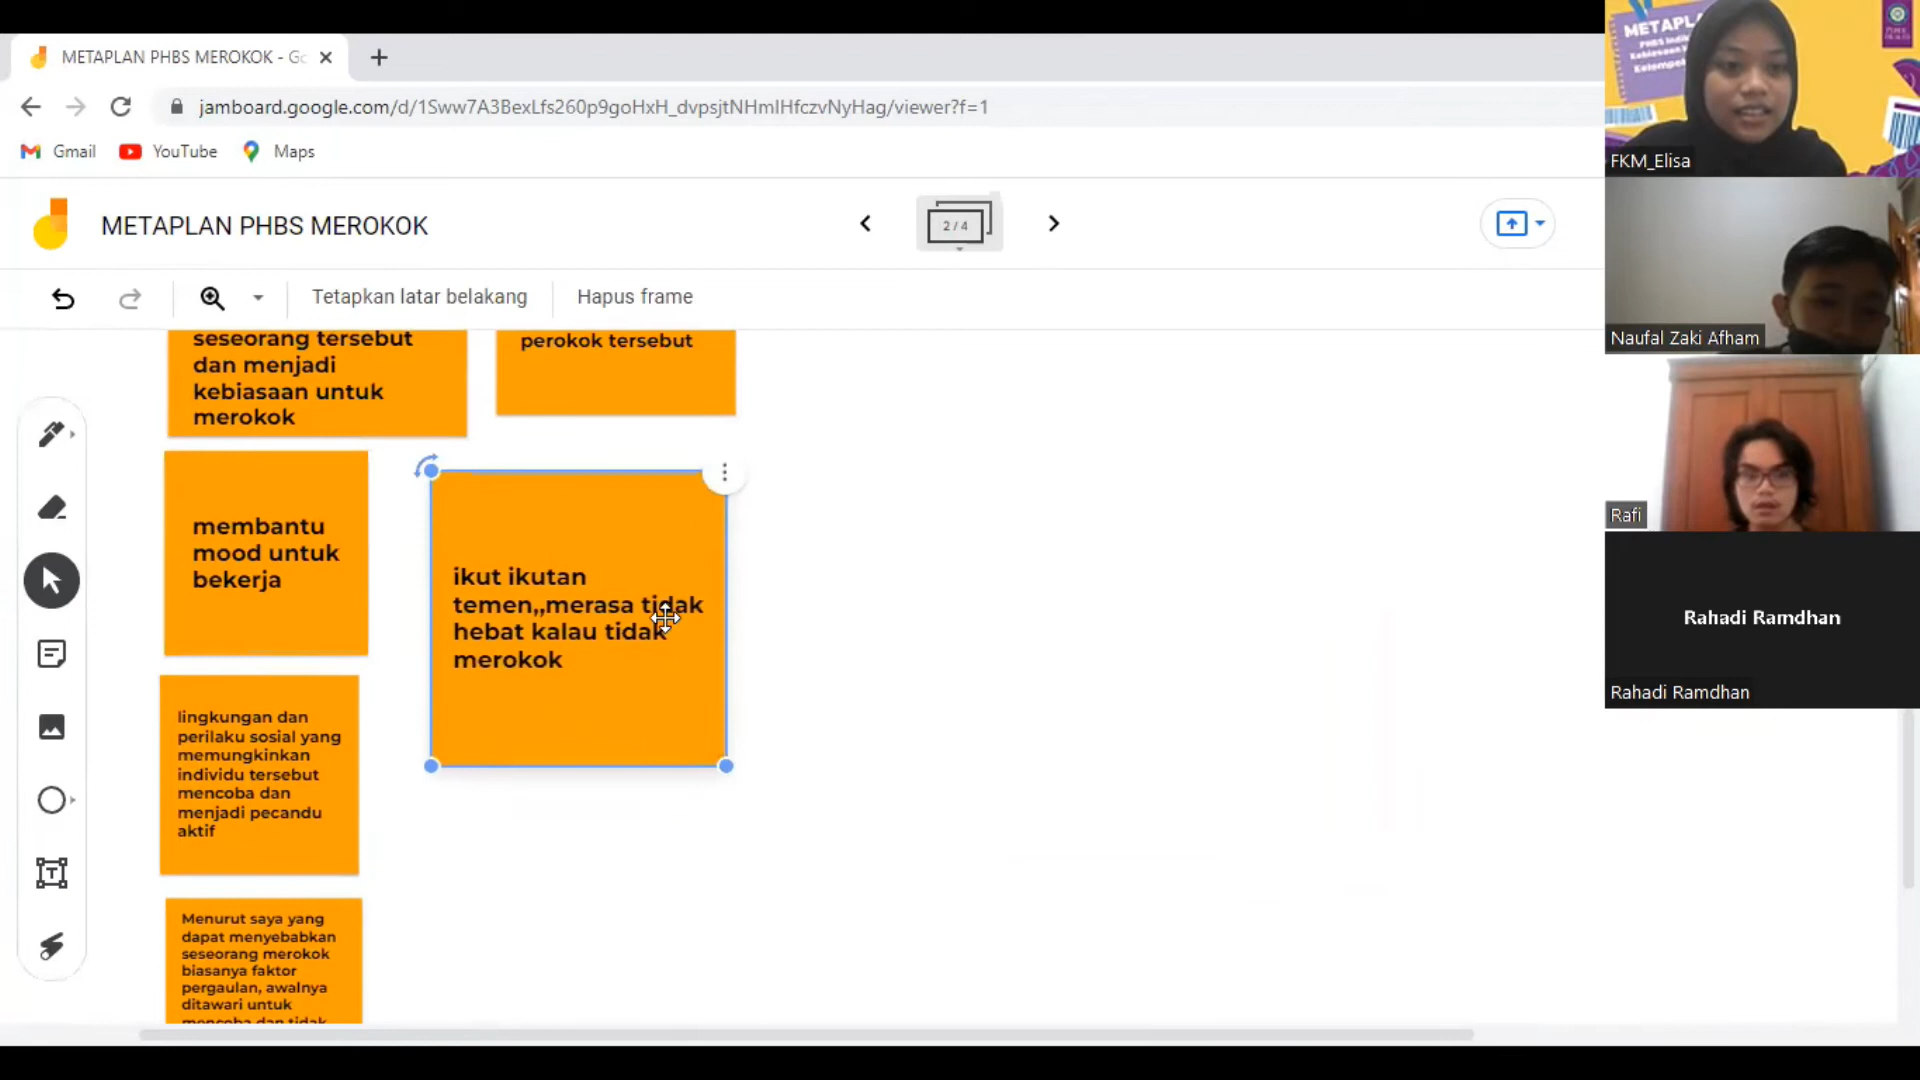 METAPLAN PHBS MEROKOK - Go
jamboard.google.com/d/1Sww7A3BexLfs260p9goHxH_dvpsjtNHmIHfczvNyHag/viewer?f=1
Gmail
YouTube
Maps
METAPLAN PHBS MEROKOK
2 / 4
Tetapkan latar belakang
Hapus frame
seseorang tersebut
dan menjadi
kebiasaan untuk
merokok
perokok tersebut
membantu
mood untuk
bekerja
ikut ikutan
temen,,merasa tidak
hebat kalau tidak
merokok
lingkungan dan
perilaku sosial yang
memungkinkan
individu tersebut
mencoba dan
menjadi pecandu
aktif
Menurut saya yang
dapat menyebabkan
seseorang merokok
biasanya faktor
pergaulan, awalnya
ditawari untuk
mencoba dan tidak
FKM_Elisa
Naufal Zaki Afham
Rafi
Rahadi Ramdhan
Rahadi Ramdhan